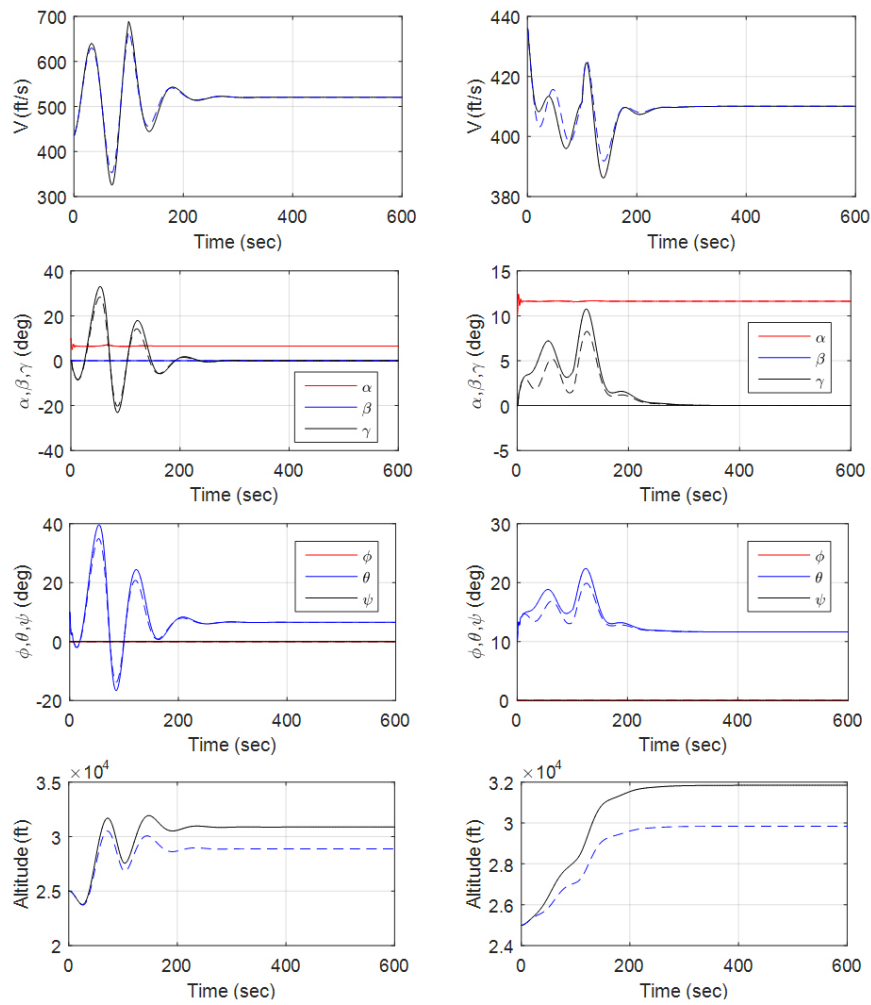 700
600
500
400
300
V (ft/s)
0 200 400 600
Time (sec)
440
420
400
380
V (ft/s)
0 200 400 600
Time (sec)
40
20
0
-20
-40
α,β,γ (deg)
α
β
γ
0 200 400 600
Time (sec)
15
10
5
0
-5
α,β,γ (deg)
α
β
γ
0 200 400 600
Time (sec)
40
20
0
-20
ϕ,θ,ψ (deg)
ϕ
θ
ψ
0 200 400 600
Time (sec)
30
20
10
0
ϕ,θ,ψ (deg)
ϕ
θ
ψ
0 200 400 600
Time (sec)
× 10⁴
3.5
3
2.5
2
Altitude (ft)
0 200 400 600
Time (sec)
× 10⁴
3.2
3
2.8
2.6
2.4
Altitude (ft)
0 200 400 600
Time (sec)